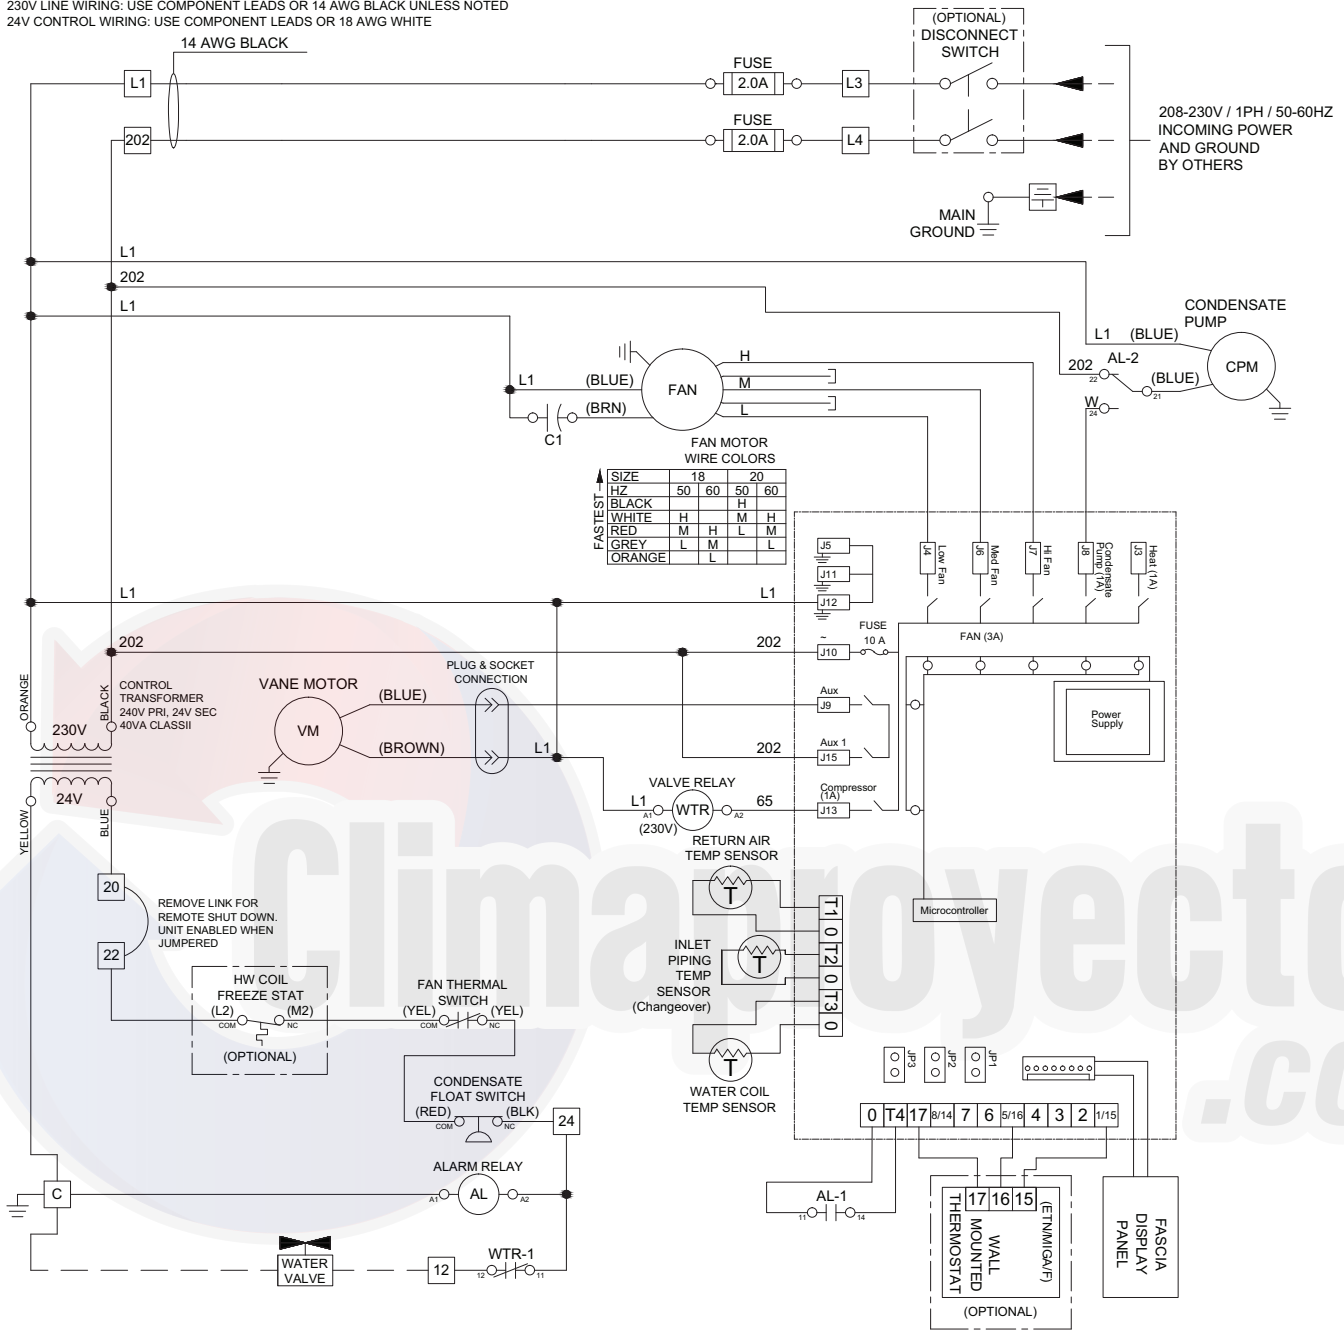 230V LINE WIRING: USE COMPONENT LEADS OR 14 AWG BLACK UNLESS NOTED
24V CONTROL WIRING: USE COMPONENT LEADS OR 18 AWG WHITE
14 AWG BLACK
(OPTIONAL)
DISCONNECT
SWITCH
L1
FUSE
2.0A
L3
202
FUSE
2.0A
L4
208-230V / 1PH / 50-60HZ
INCOMING POWER
AND GROUND
BY OTHERS
MAIN
GROUND
L1
202
L1
CONDENSATE
PUMP
L1 (BLUE)
202 AL-2
22
(BLUE)
21
CPM
W
24
L1 (BLUE)
(BRN)
C1
FAN
H
M
L
FAN MOTOR
WIRE COLORS
FASTEST
SIZE 18 20
HZ 50 60 50 60
BLACK H
WHITE H M H
RED M H L M
GREY L M L
ORANGE L
J5
J11
J12
J4
Low Fan
J6
Med Fan
J7
Hi Fan
J8
Condensate
Pump (1A)
J3
Heat (1A)
L1
L1
202
202
~
J10
FUSE
10 A
FAN (3A)
ORANGE
BLACK
CONTROL
TRANSFORMER
240V PRI, 24V SEC
40VA CLASSII
230V
24V
YELLOW
BLUE
VANE MOTOR
VM
(BLUE)
(BROWN)
PLUG & SOCKET
CONNECTION
L1
Aux
J9
202
Aux 1
J15
Power
Supply
VALVE RELAY
L1
A1
WTR
A2
65
(230V)
Compressor
(1A)
J13
RETURN AIR
TEMP SENSOR
T
INLET
PIPING
TEMP
SENSOR
(Changeover)
T
WATER COIL
TEMP SENSOR
T
T1
0
T2
0
T3
0
Microcontroller
20
22
REMOVE LINK FOR
REMOTE SHUT DOWN.
UNIT ENABLED WHEN
JUMPERED
HW COIL
FREEZE STAT
(L2) (M2)
COM NC
(OPTIONAL)
FAN THERMAL
SWITCH
(YEL) (YEL)
COM NC
CONDENSATE
FLOAT SWITCH
(RED) (BLK)
COM NC
24
JP3
JP2
JP1
0 T4 17 8/14 7 6 5/16 4 3 2 1/15
ALARM RELAY
A1 AL A2
C
WATER
VALVE
12
WTR-1
12 11
AL-1
11 14
17 16 15
WALL
MOUNTED
THERMOSTAT
(ETN/MIGA/F)
(OPTIONAL)
FASCIA
DISPLAY
PANEL
Climaproyecto
.co